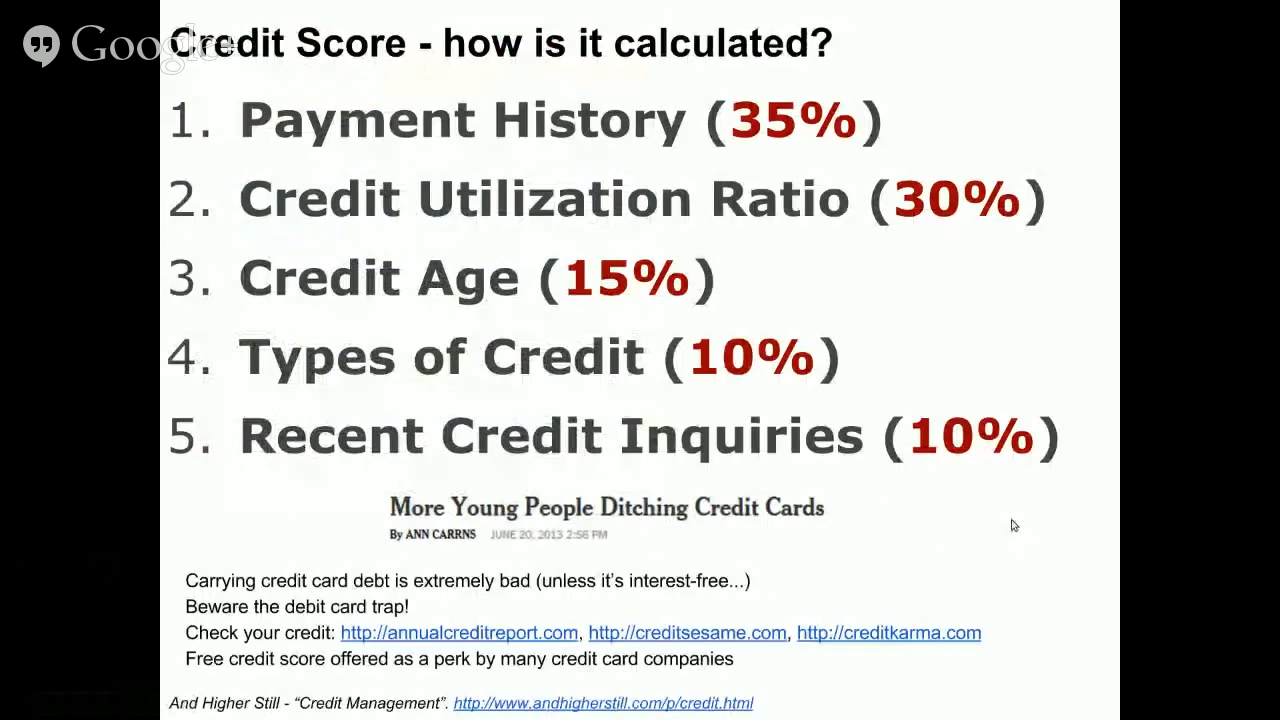 Google+
Credit Score - how is it calculated?
1. Payment History (35%)
2. Credit Utilization Ratio (30%)
3. Credit Age (15%)
4. Types of Credit (10%)
5. Recent Credit Inquiries (10%)
More Young People Ditching Credit Cards
By ANN CARRNS JUNE 20, 2013 2:56 PM
Carrying credit card debt is extremely bad (unless it's interest-free...)
Beware the debit card trap!
Check your credit: http://annualcreditreport.com, http://creditsesame.com, http://creditkarma.com
Free credit score offered as a perk by many credit card companies
And Higher Still - “Credit Management”. http://www.andhigherstill.com/p/credit.html